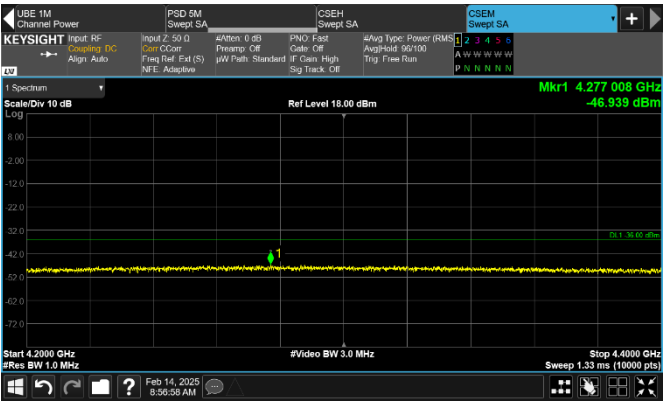 UBE 1M
Channel Power
PSD 5M
Swept SA
CSEH
Swept SA
CSEM
Swept SA
KEYSIGHT
Input: RF
Coupling: DC
Align: Auto
Input Z: 50 Ω
Corr CCorr
Freq Ref: Ext (S)
NFE: Adaptive
#Atten: 0 dB
Preamp: Off
µW Path: Standard
PNO: Fast
Gate: Off
IF Gain: High
Sig Track: Off
#Avg Type: Power (RMS
Avg|Hold: 96/100
Trig: Free Run
1 2 3 4 5 6
A W W W W W
P N N N N N
LXI
1 Spectrum
Scale/Div 10 dB
Ref Level 18.00 dBm
Mkr1 4.277 008 GHz
-46.939 dBm
Log
8.00
-2.00
-12.0
-22.0
-32.0
DL1 -36.00 dBm
1
-42.0
-52.0
-62.0
-72.0
Start 4.2000 GHz
#Video BW 3.0 MHz
Stop 4.4000 GHz
#Res BW 1.0 MHz
Sweep 1.33 ms (10000 pts)
Feb 14, 2025
8:56:58 AM